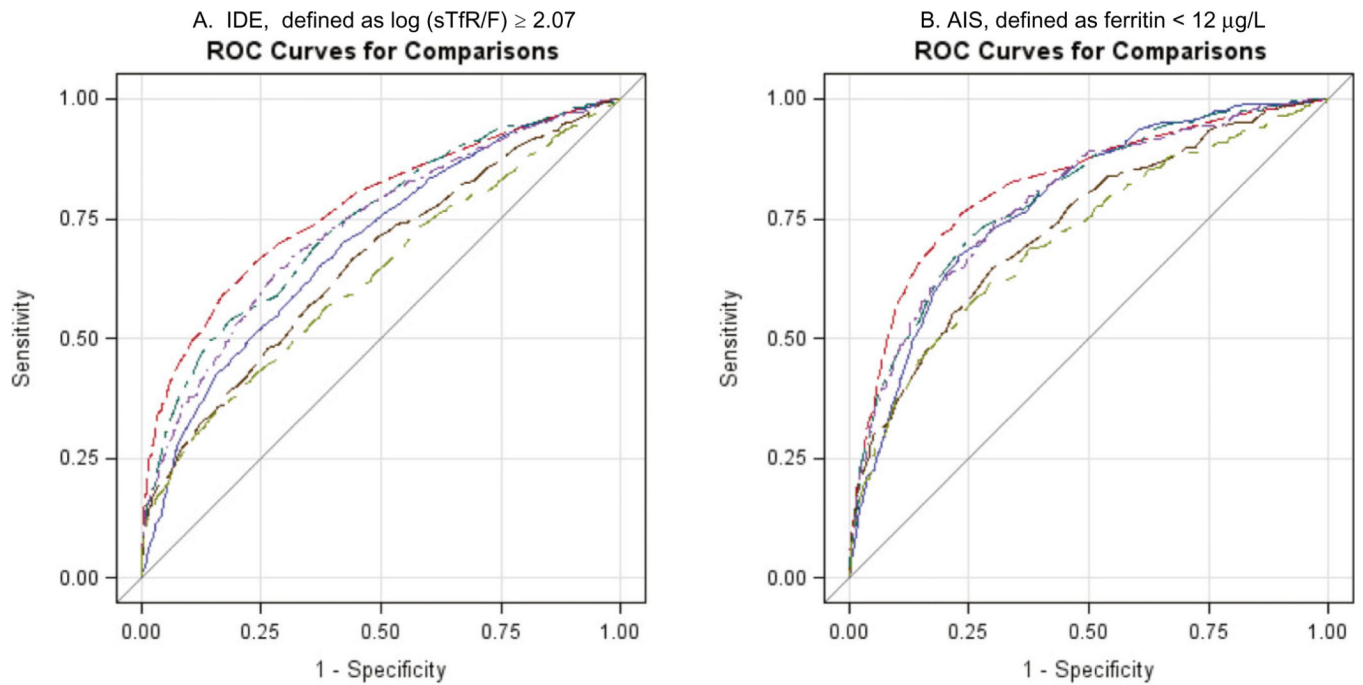 A. IDE, defined as log (sTfR/F) ≥ 2.07
ROC Curves for Comparisons
1.00
0.75
0.50
0.25
0.00
Sensitivity
0.00 0.25 0.50 0.75 1.00
1 - Specificity
B. AIS, defined as ferritin < 12 µg/L
ROC Curves for Comparisons
1.00
0.75
0.50
0.25
0.00
Sensitivity
0.00 0.25 0.50 0.75 1.00
1 - Specificity